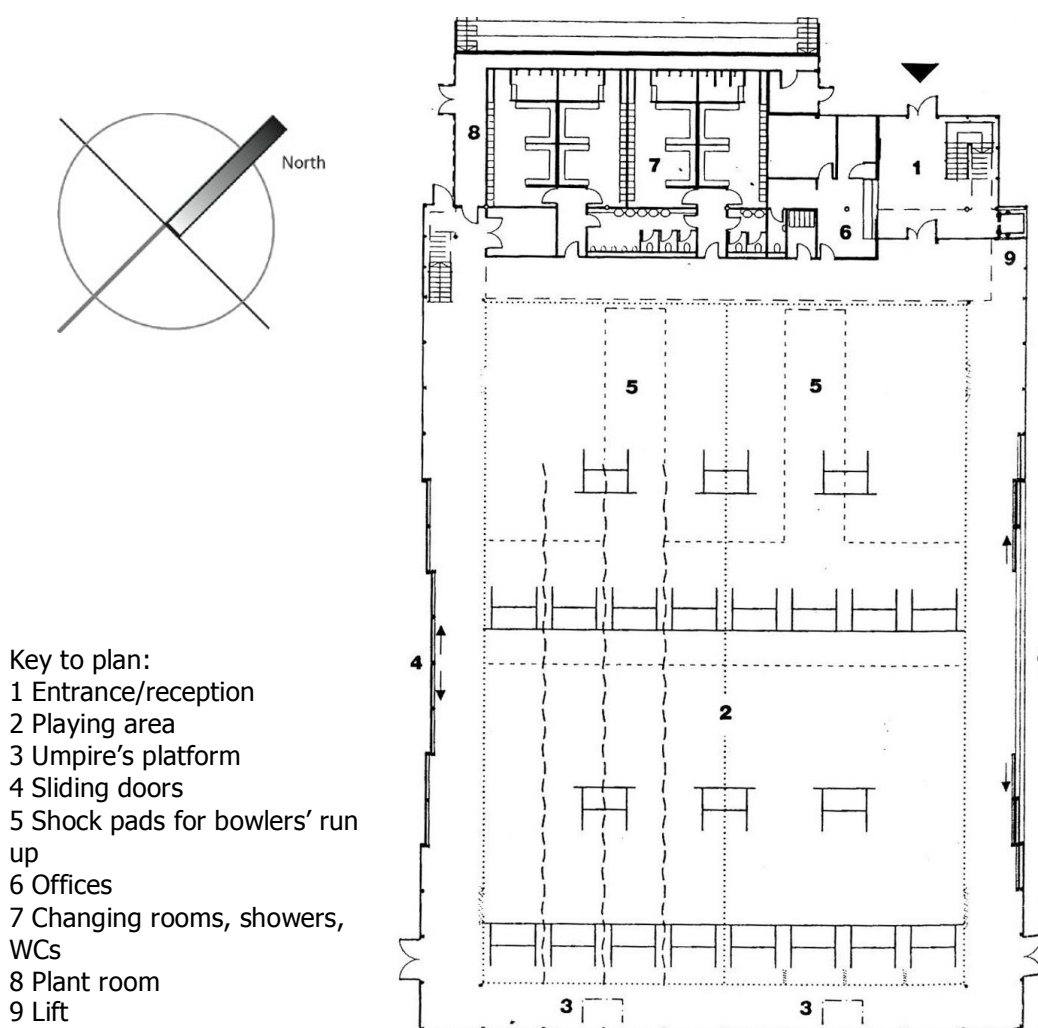 North
8
7
1
6
9
5
5
4
2
3
3
Key to plan:
1 Entrance/reception
2 Playing area
3 Umpire's platform
4 Sliding doors
5 Shock pads for bowlers' run
up
6 Offices
7 Changing rooms, showers,
WCs
8 Plant room
9 Lift